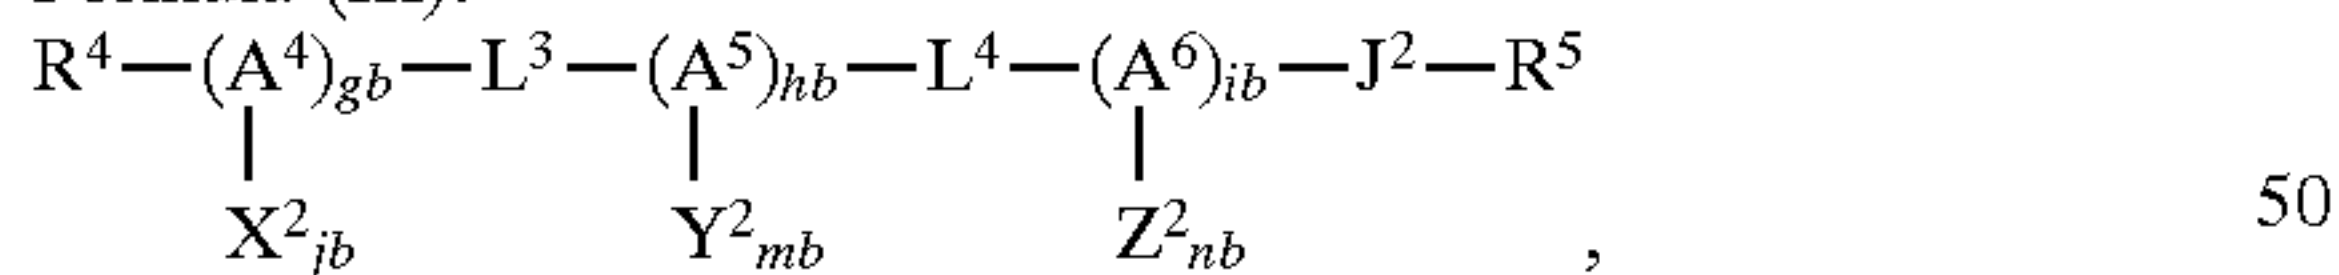 R⁴—(A⁴)gb—L³—(A⁵)hb—L⁴—(A⁶)ib—J²—R⁵
X²jb Y²mb Z²nb , 50